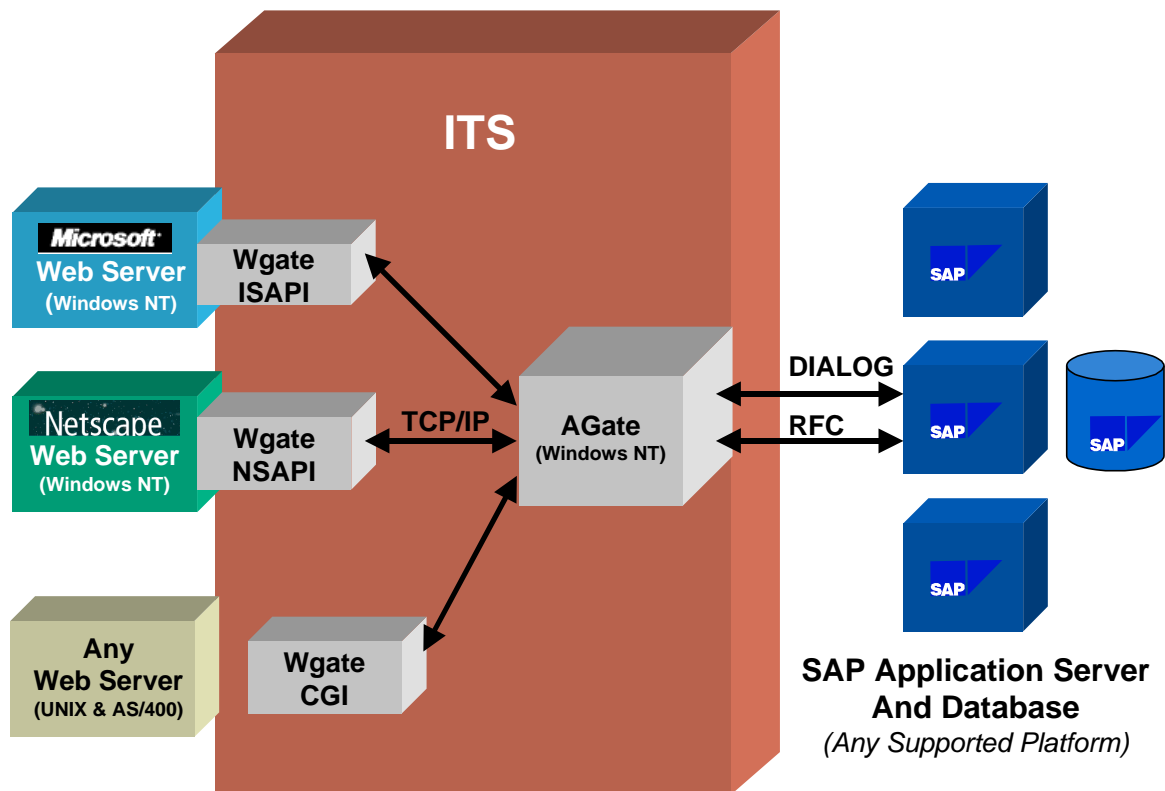 ITS
Microsoft
Web Server
(Windows NT)
Wgate
ISAPI
Netscape
Web Server
(Windows NT)
Wgate
NSAPI
TCP/IP
AGate
(Windows NT)
DIALOG
RFC
SAP
SAP
SAP
SAP
Any
Web Server
(UNIX & AS/400)
Wgate
CGI
SAP Application Server
And Database
(Any Supported Platform)